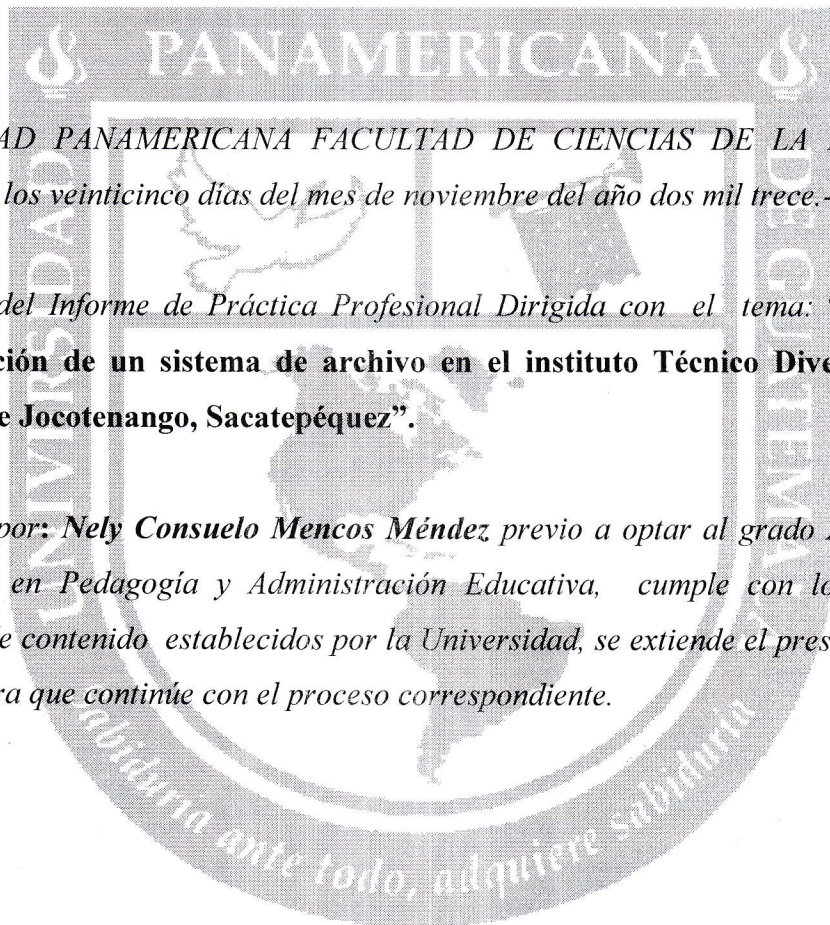 PANAMERICANA
UNIVERSIDAD
DE GUATEMALA
AD PANAMERICANA FACULTAD DE CIENCIAS DE LA
los veinticinco días del mes de noviembre del año dos mil trece.-
del Informe de Práctica Profesional Dirigida con el tema: "
ción de un sistema de archivo en el instituto Técnico Dive
e Jocotenango, Sacatepéquez”.
por: Nely Consuelo Mencos Méndez previo a optar al grado
en Pedagogía y Administración Educativa, cumple con lo
e contenido establecidos por la Universidad, se extiende el pres
ra que continúe con el proceso correspondiente.
sabiduría ante todo, adquiere sabiduría